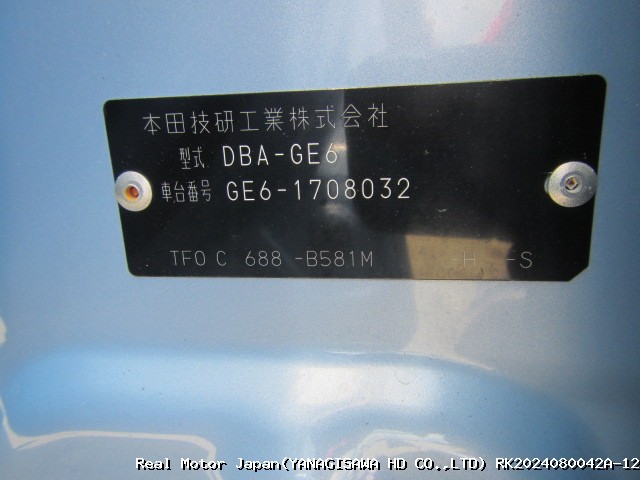 本田技研工業株式会社
型式 DBA-GE6
車台番号 GE6-1708032
TFO C 688 -B581M -H -S
Real Motor Japan(YANAGISAWA HD CO.,LTD) RK2024080042A-12